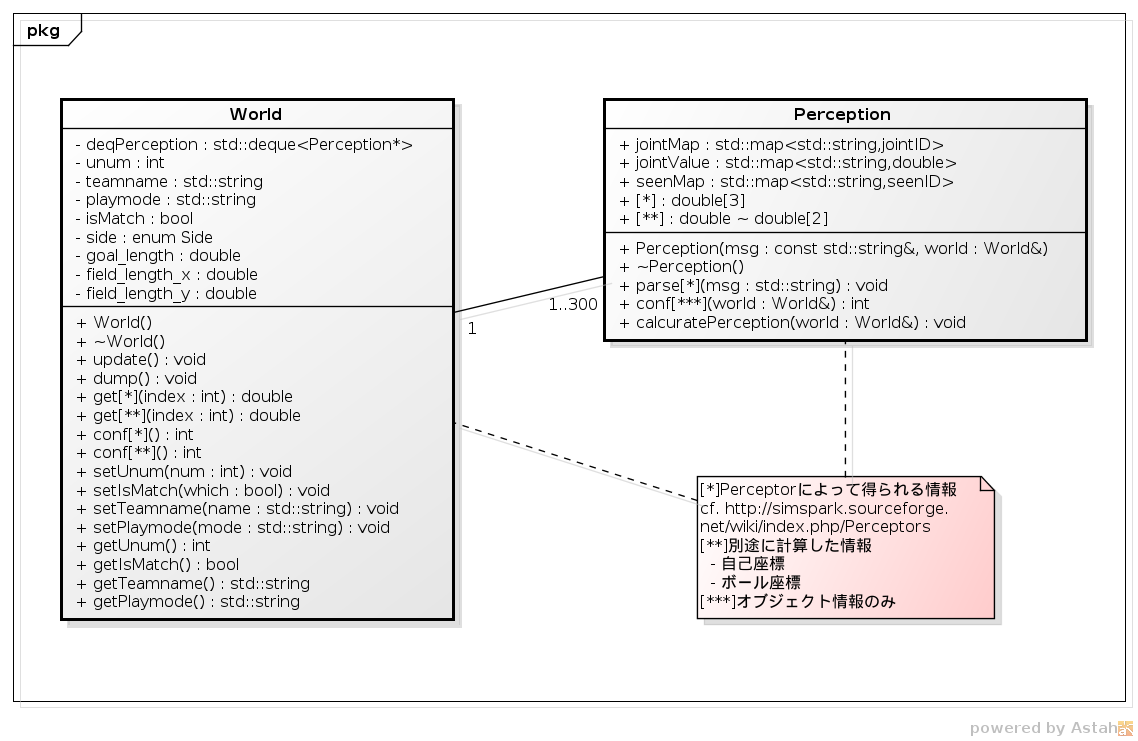 pkg
World
- deqPerception : std::deque<Perception*>
- unum : int
- teamname : std::string
- playmode : std::string
- isMatch : bool
- side : enum Side
- goal_length : double
- field_length_x : double
- field_length_y : double
+ World()
+ ~World()
+ update() : void
+ dump() : void
+ get[*](index : int) : double
+ get[**](index : int) : double
+ conf[*]() : int
+ conf[**]() : int
+ setUnum(num : int) : void
+ setIsMatch(which : bool) : void
+ setTeamname(name : std::string) : void
+ setPlaymode(mode : std::string) : void
+ getUnum() : int
+ getIsMatch() : bool
+ getTeamname() : std::string
+ getPlaymode() : std::string
Perception
+ jointMap : std::map<std::string,jointID>
+ jointValue : std::map<std::string,double>
+ seenMap : std::map<std::string,seenID>
+ [*] : double[3]
+ [**] : double ~ double[2]
+ Perception(msg : const std::string&, world : World&)
+ ~Perception()
+ parse[*](msg : std::string) : void
+ conf[***](world : World&) : int
+ calcuratePerception(world : World&) : void
1..300
1
[*]Perceptorによって得られる情報
cf. http://simspark.sourceforge.
net/wiki/index.php/Perceptors
[**]別途に計算した情報
- 自己座標
- ボール座標
[***]オブジェクト情報のみ
powered by Astah